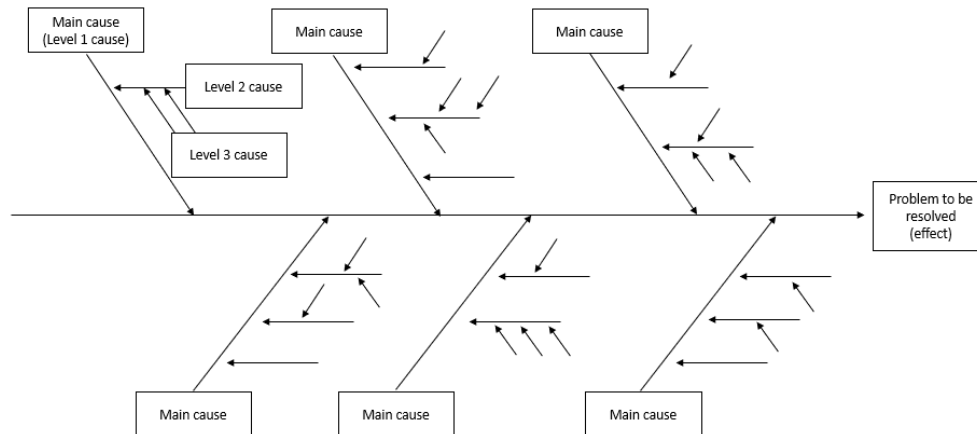 Main cause
(Level 1 cause)
Main cause
Main cause
Level 2 cause
Level 3 cause
Problem to be
resolved
(effect)
Main cause
Main cause
Main cause